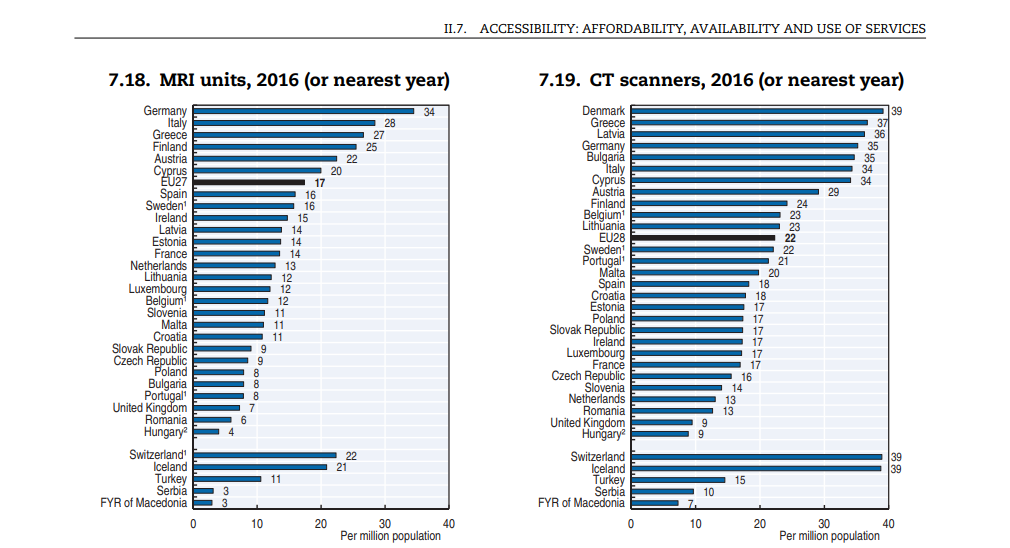 II.7. ACCESSIBILITY: AFFORDABILITY, AVAILABILITY AND USE OF SERVICES
7.18. MRI units, 2016 (or nearest year)
Germany 34
Italy 28
Greece 27
Finland 25
Austria 22
Cyprus 20
EU27 17
Spain 16
Sweden¹ 16
Ireland 15
Latvia 14
Estonia 14
France 14
Netherlands 13
Lithuania 12
Luxembourg 12
Belgium¹ 12
Slovenia 11
Malta 11
Croatia 11
Slovak Republic 9
Czech Republic 9
Poland 8
Bulgaria 8
Portugal¹ 8
United Kingdom 7
Romania 6
Hungary² 4
Switzerland¹ 22
Iceland 21
Turkey 11
Serbia 3
FYR of Macedonia 3
0 10 20 30 40
Per million population
7.19. CT scanners, 2016 (or nearest year)
Denmark 39
Greece 37
Latvia 36
Germany 35
Bulgaria 35
Italy 34
Cyprus 34
Austria 29
Finland 24
Belgium¹ 23
Lithuania 23
EU28 22
Sweden¹ 22
Portugal¹ 21
Malta 20
Spain 18
Croatia 18
Estonia 17
Poland 17
Slovak Republic 17
Ireland 17
Luxembourg 17
France 17
Czech Republic 16
Slovenia 14
Netherlands 13
Romania 13
United Kingdom 9
Hungary² 9
Switzerland 39
Iceland 39
Turkey 15
Serbia 10
FYR of Macedonia 7
0 10 20 30 40
Per million population